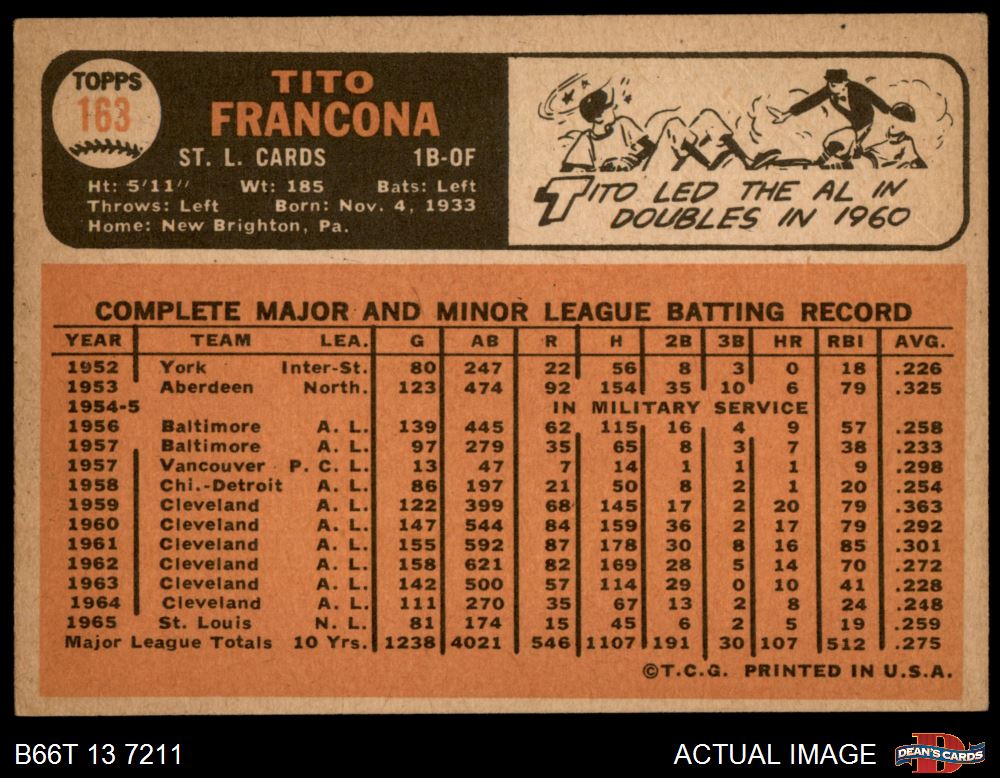 TOPPS
163
TITO
FRANCONA
ST. L. CARDS 1B-OF
Ht: 5'11" Wt: 185 Bats: Left
Throws: Left Born: Nov. 4, 1933
Home: New Brighton, Pa.
TITO LED THE AL IN
DOUBLES IN 1960
COMPLETE MAJOR AND MINOR LEAGUE BATTING RECORD
YEAR TEAM LEA. G AB R H 2B 3B HR RBI AVG.
1952 York Inter-St. 80 247 22 56 8 3 0 18 .226
1953 Aberdeen North. 123 474 92 154 35 10 6 79 .325
1954-5 IN MILITARY SERVICE
1956 Baltimore A. L. 139 445 62 115 16 4 9 57 .258
1957 Baltimore A. L. 97 279 35 65 8 3 7 38 .233
1957 Vancouver P. C. L. 13 47 7 14 1 1 1 9 .298
1958 Chi.-Detroit A. L. 86 197 21 50 8 2 1 20 .254
1959 Cleveland A. L. 122 399 68 145 17 2 20 79 .363
1960 Cleveland A. L. 147 544 84 159 36 2 17 79 .292
1961 Cleveland A. L. 155 592 87 178 30 8 16 85 .301
1962 Cleveland A. L. 158 621 82 169 28 5 14 70 .272
1963 Cleveland A. L. 142 500 57 114 29 0 10 41 .228
1964 Cleveland A. L. 111 270 35 67 13 2 8 24 .248
1965 St. Louis N. L. 81 174 15 45 6 2 5 19 .259
Major League Totals 10 Yrs. 1238 4021 546 1107 191 30 107 512 .275
©T.C.G. PRINTED IN U.S.A.
B66T 13 7211 ACTUAL IMAGE DEAN'S CARDS